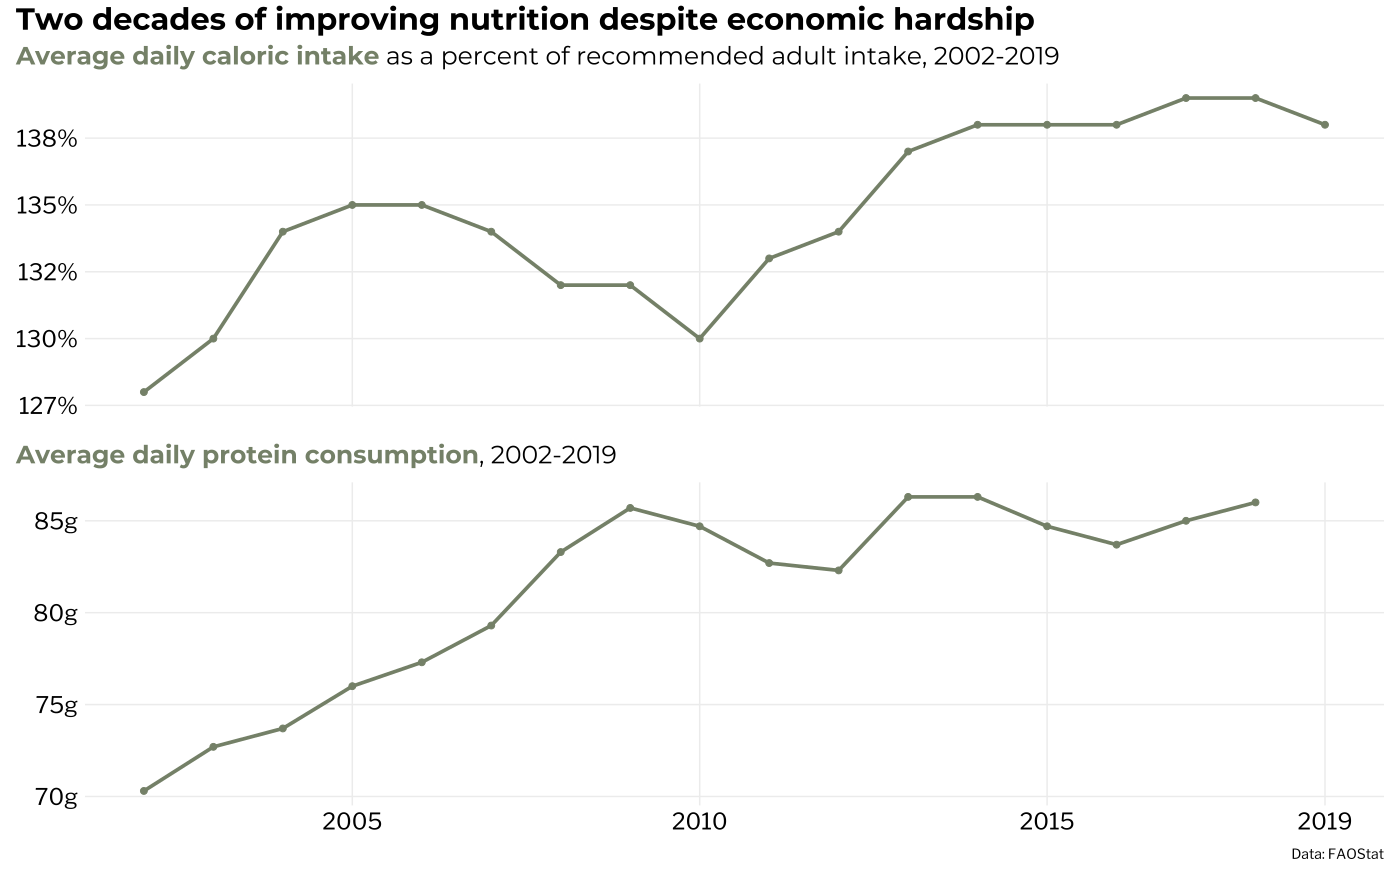 Two decades of improving nutrition despite economic hardship
Average daily caloric intake as a percent of recommended adult intake, 2002-2019
138%
135%
132%
130%
127%
Average daily protein consumption, 2002-2019
85g
80g
75g
70g
2005 2010 2015 2019
Data: FAOStat